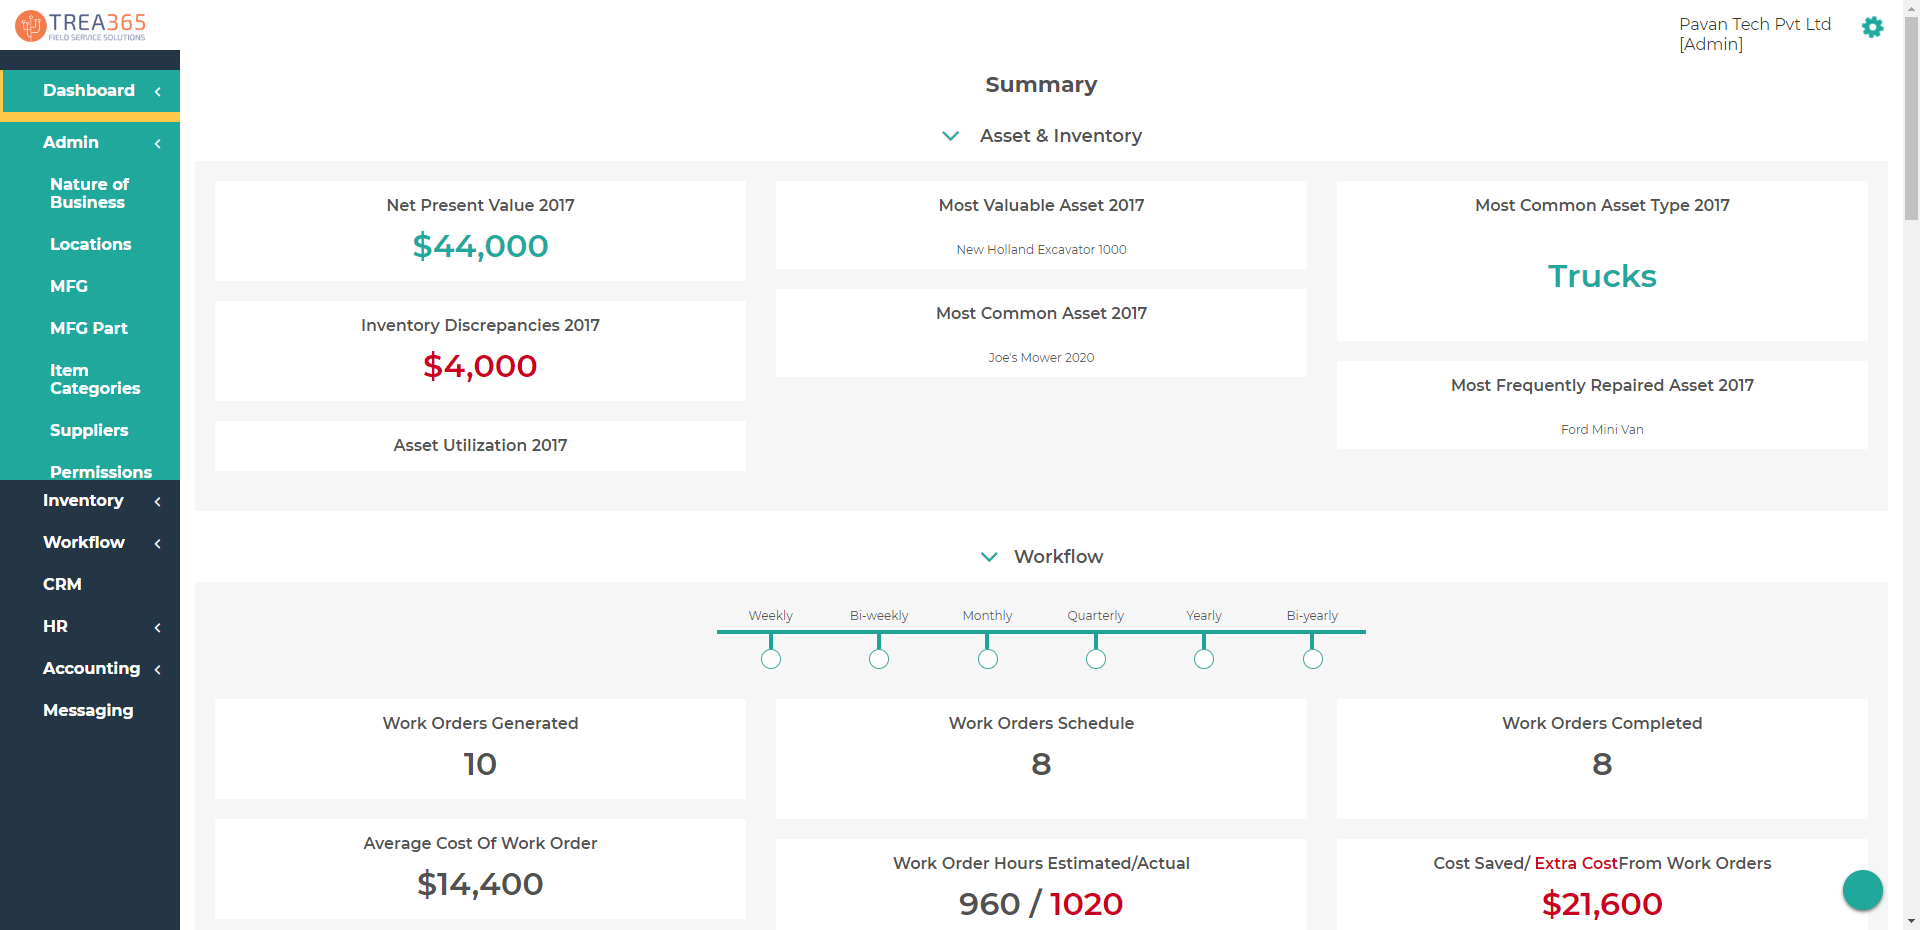 TREA365
FIELD SERVICE SOLUTIONS
Pavan Tech Pvt Ltd
[Admin]
Dashboard
Admin
Nature of
Business
Locations
MFG
MFG Part
Item
Categories
Suppliers
Permissions
Inventory
Workflow
CRM
HR
Accounting
Messaging
Summary
Asset & Inventory
Net Present Value 2017
$44,000
Inventory Discrepancies 2017
$4,000
Asset Utilization 2017
Most Valuable Asset 2017
New Holland Excavator 1000
Most Common Asset 2017
Joe's Mower 2020
Most Common Asset Type 2017
Trucks
Most Frequently Repaired Asset 2017
Ford Mini Van
Workflow
Weekly Bi-weekly Monthly Quarterly Yearly Bi-yearly
Work Orders Generated
10
Average Cost Of Work Order
$14,400
Work Orders Schedule
8
Work Order Hours Estimated/Actual
960 / 1020
Work Orders Completed
8
Cost Saved/ Extra CostFrom Work Orders
$21,600